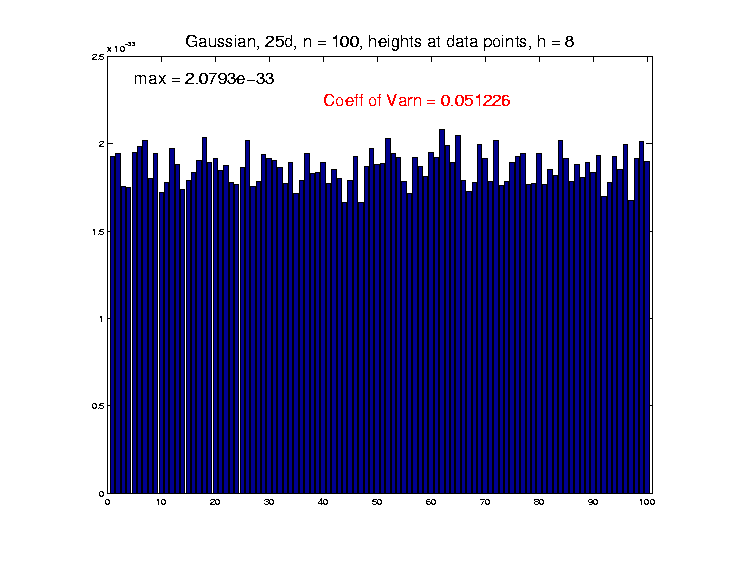 Gaussian, 25d, n = 100, heights at data points, h = 8
x 10^-33
max = 2.0793e-33
Coeff of Varn = 0.051226
2.5
2
1.5
1
0.5
0
0 10 20 30 40 50 60 70 80 90 100